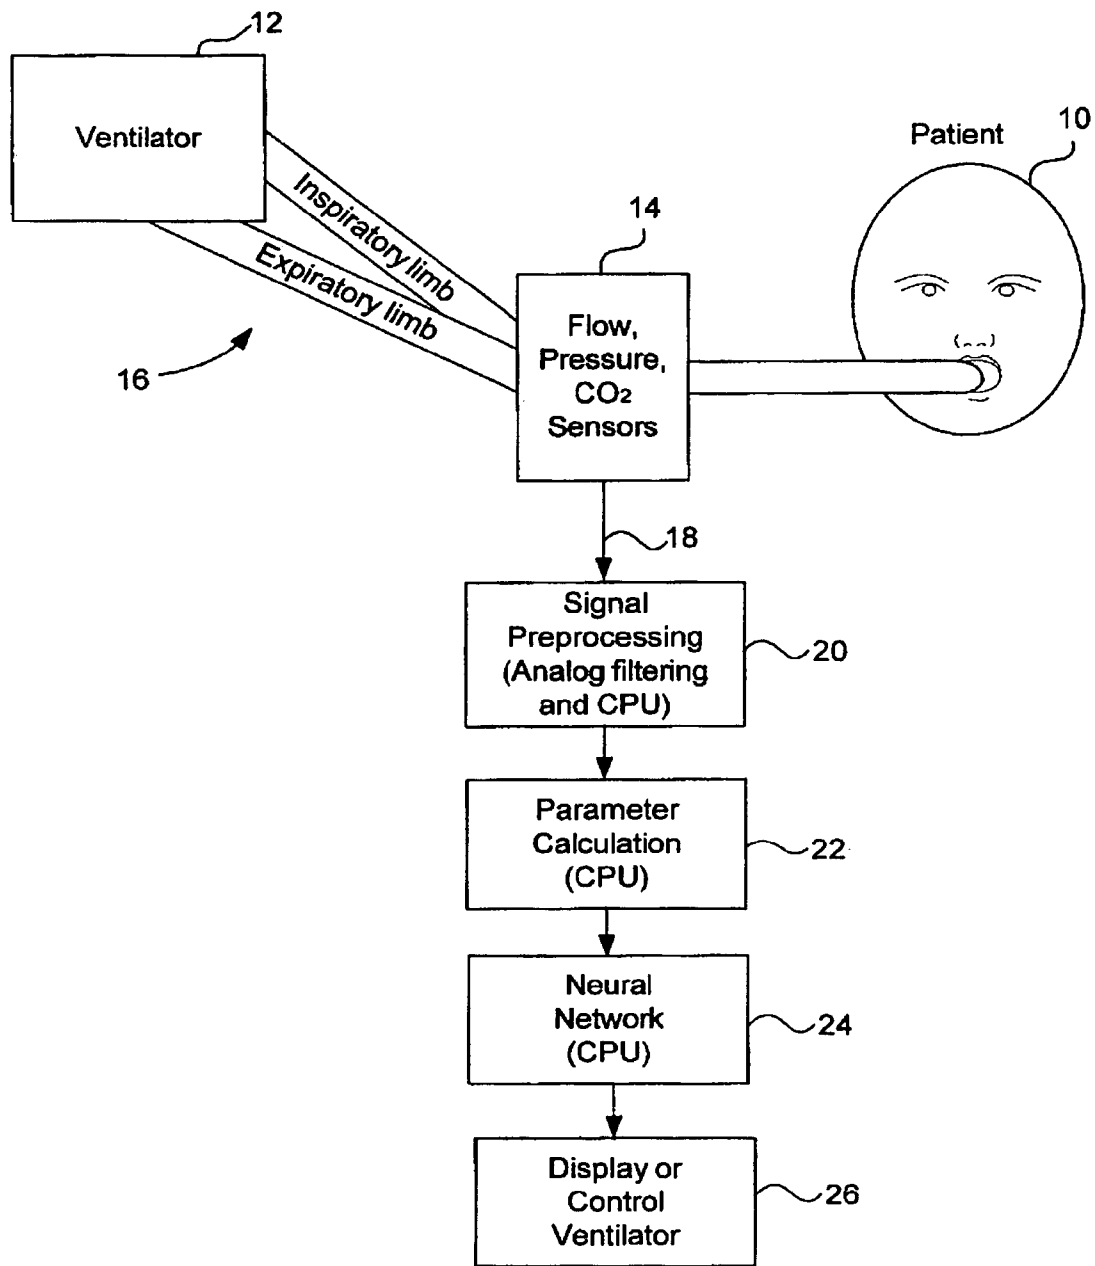 12
Ventilator
Patient
10
Inspiratory limb
Expiratory limb
14
16
Flow,
Pressure,
CO₂
Sensors
18
Signal
Preprocessing
(Analog filtering
and CPU)
20
Parameter
Calculation
(CPU)
22
Neural
Network
(CPU)
24
Display or
Control
Ventilator
26